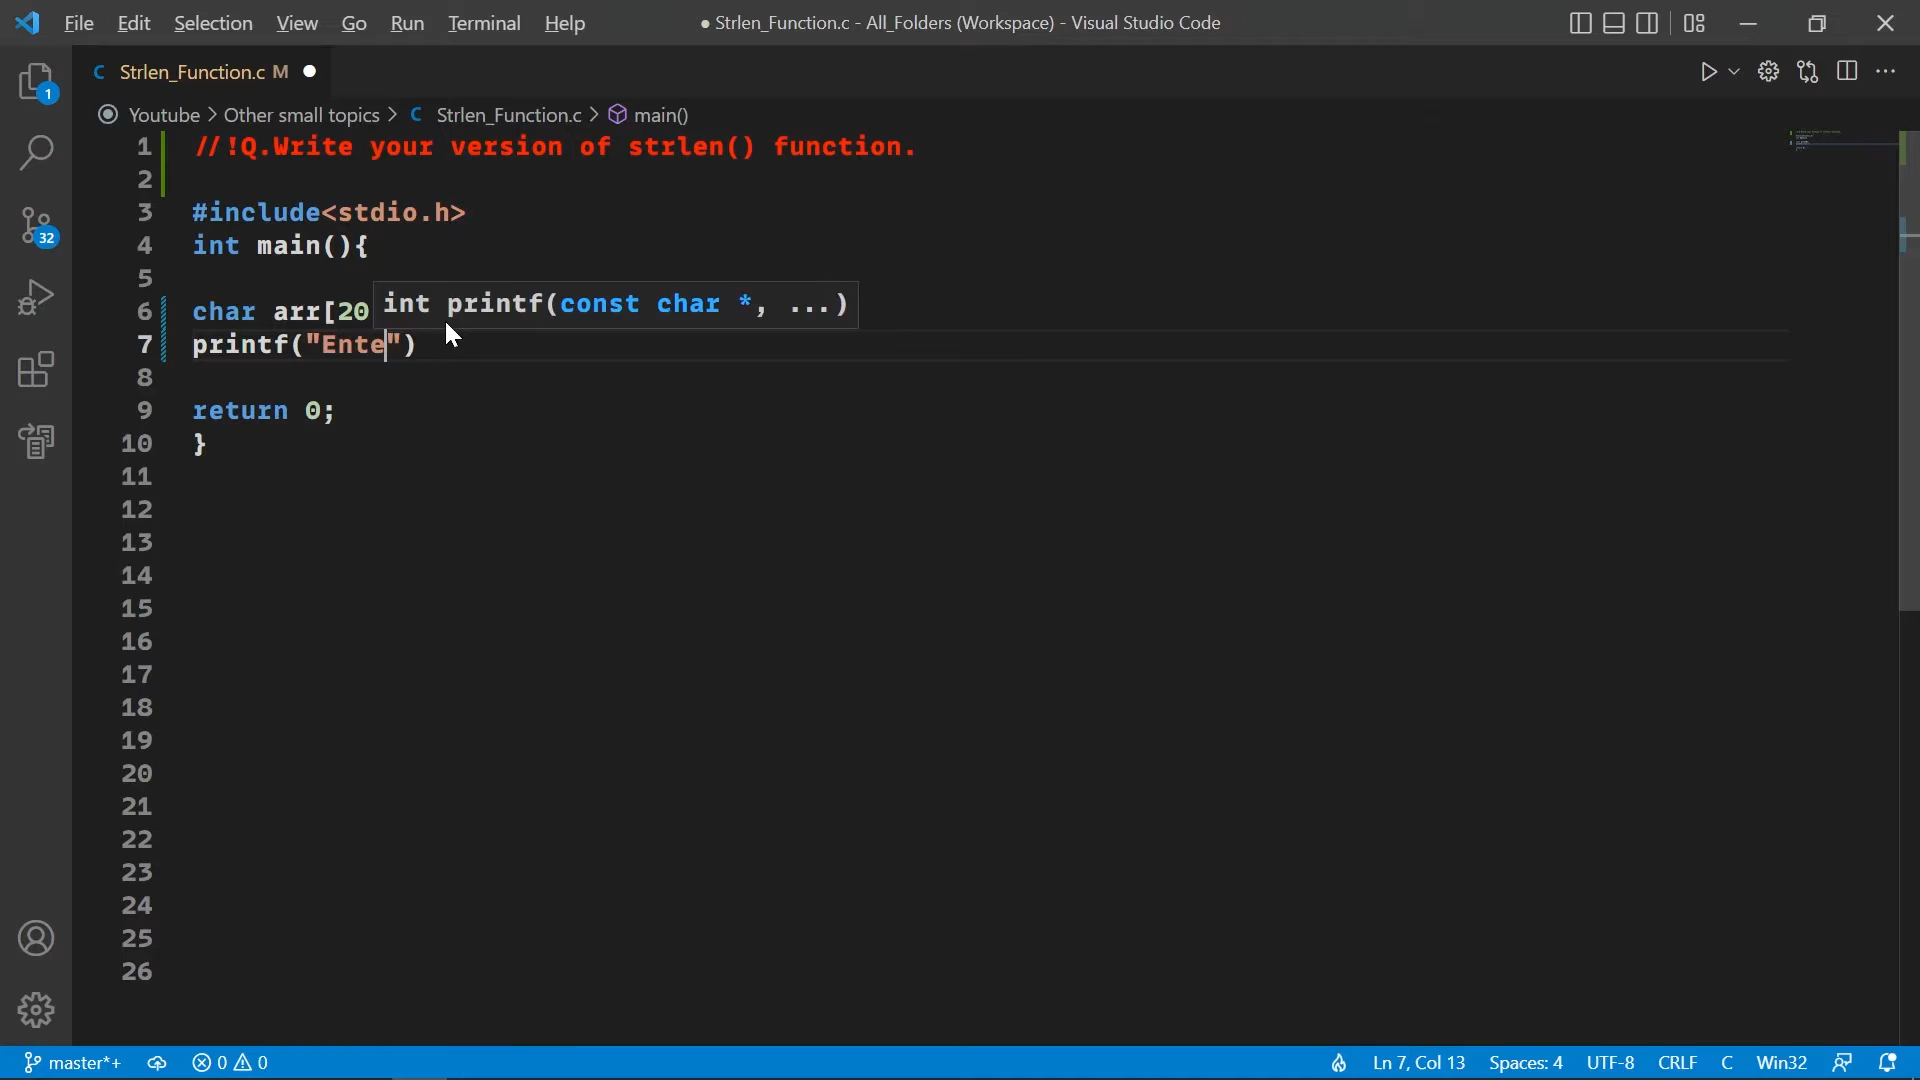 File Edit Selection View Go Run Terminal Help
● Strlen_Function.c - All_Folders (Workspace) - Visual Studio Code
C Strlen_Function.c M
Youtube > Other small topics > C Strlen_Function.c > main()
1
32
1 //!Q.Write your version of strlen() function.
2
3 #include<stdio.h>
4 int main(){
5
int printf(const char *, ...)
6 char arr[20
7 printf("Ente")
8
9 return 0;
10 }
11
12
13
14
15
16
17
18
19
20
21
22
23
24
25
26
master*+ 0 0 Ln 7, Col 13 Spaces: 4 UTF-8 CRLF C Win32